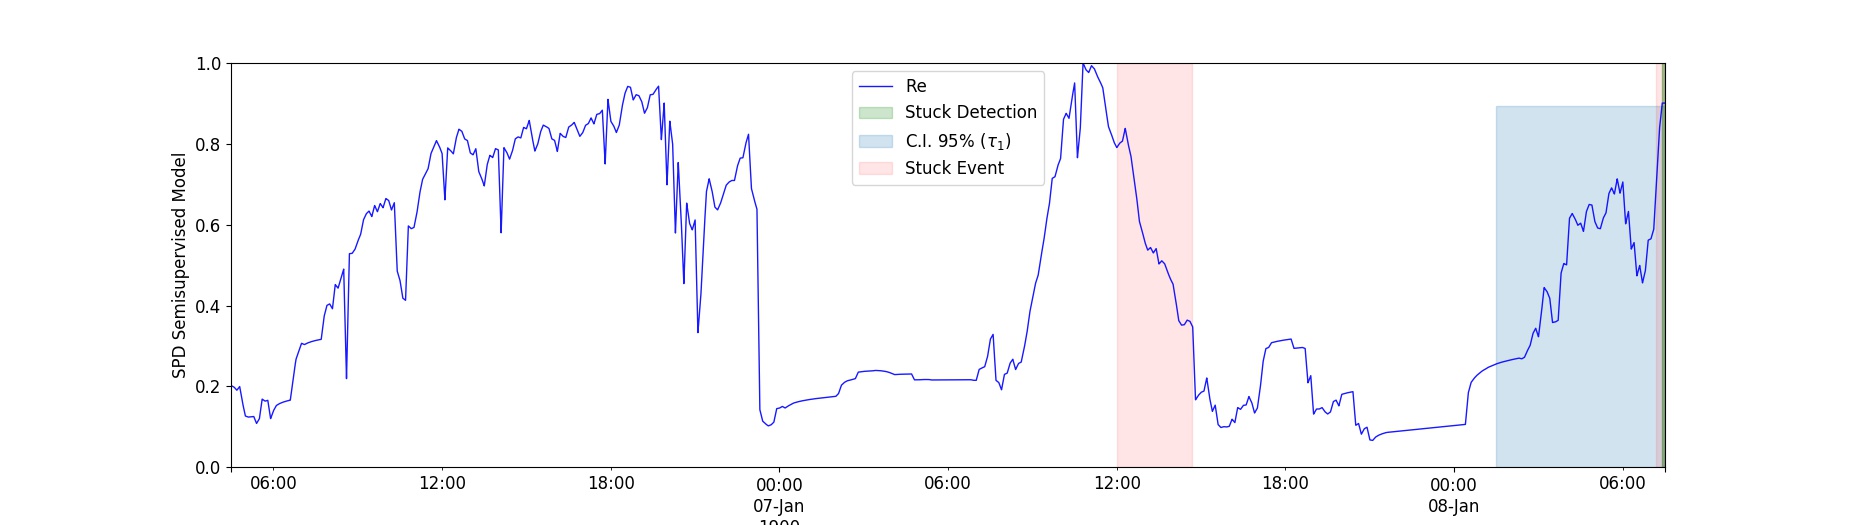 Re
Stuck Detection
C.I. 95% (τ₁)
Stuck Event
SPD Semisupervised Model
1.0
0.8
0.6
0.4
0.2
0.0
06:00
12:00
18:00
00:00
07-Jan
1900
06:00
12:00
18:00
00:00
08-Jan
06:00